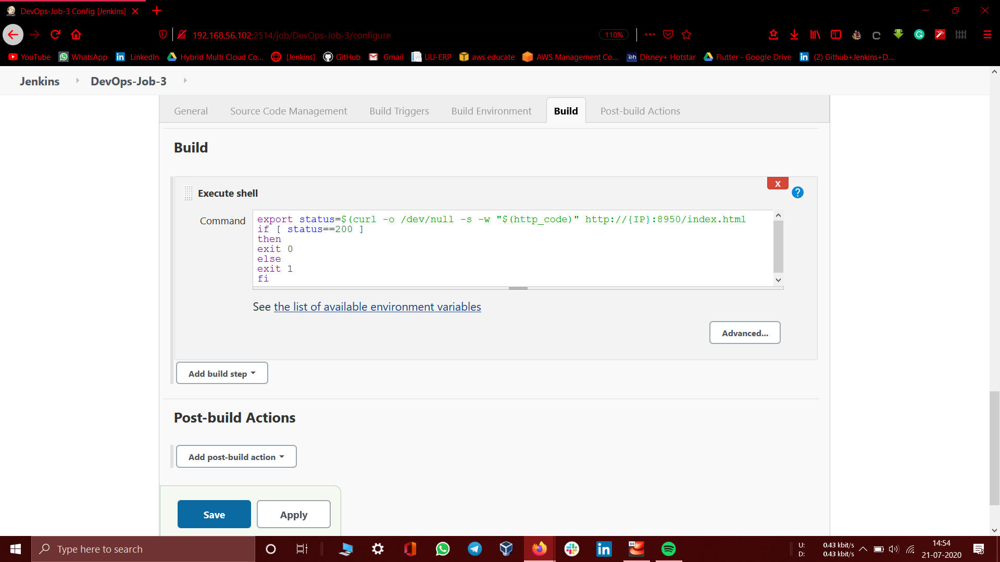 DevOps-Job-3 Config [Jenkins]
192.168.56.102:2514/job/DevOps-Job-3/configure
110%
YouTube
WhatsApp
LinkedIn
Hybrid Multi Cloud Co...
[Jenkins]
GitHub
Gmail
UU-ERP
aws educate
AWS Management Co...
Disney+ Hotstar
Flutter - Google Drive
(2) Github+Jenkins+D...
Jenkins
DevOps-Job-3
General
Source Code Management
Build Triggers
Build Environment
Build
Post-build Actions
Build
X
Execute shell
?
Command
export status=$(curl -o /dev/null -s -w "$(http_code)" http://{IP}:8950/index.html
if [ status==200 ]
then
exit 0
else
exit 1
fi
See the list of available environment variables
Advanced...
Add build step
Post-build Actions
Add post-build action
Save
Apply
Type here to search
U: 0.43 kbit/s
D: 0.43 kbit/s
14:54
21-07-2020